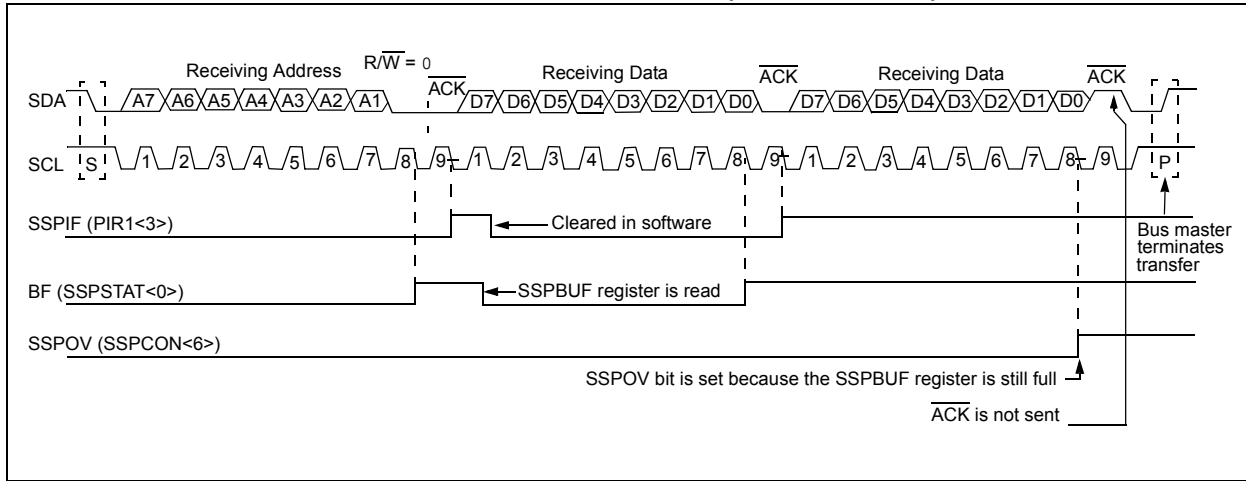 R/W = 0
Receiving Address ACK Receiving Data ACK Receiving Data ACK
SDA A7 A6 A5 A4 A3 A2 A1 D7 D6 D5 D4 D3 D2 D1 D0 D7 D6 D5 D4 D3 D2 D1 D0
SCL S 1 2 3 4 5 6 7 8 9 1 2 3 4 5 6 7 8 9 1 2 3 4 5 6 7 8 9 P
SSPIF (PIR1<3>) Cleared in software
Bus master
terminates
transfer
BF (SSPSTAT<0>) SSPBUF register is read
SSPOV (SSPCON<6>)
SSPOV bit is set because the SSPBUF register is still full
ACK is not sent